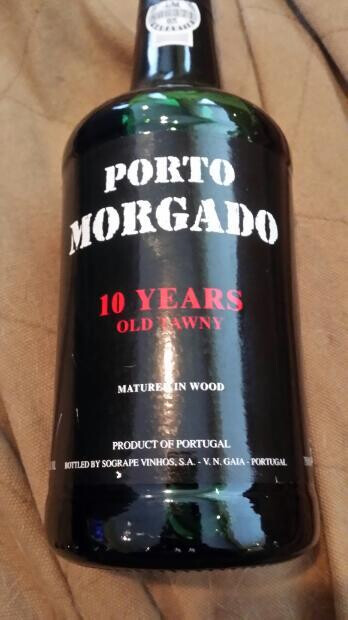 PORTO
MORGADO
10 YEARS
OLD TAWNY
MATURED IN WOOD
PRODUCT OF PORTUGAL
BOTTLED BY SOGRAPE VINHOS, S.A. - V. N. GAIA - PORTUGAL